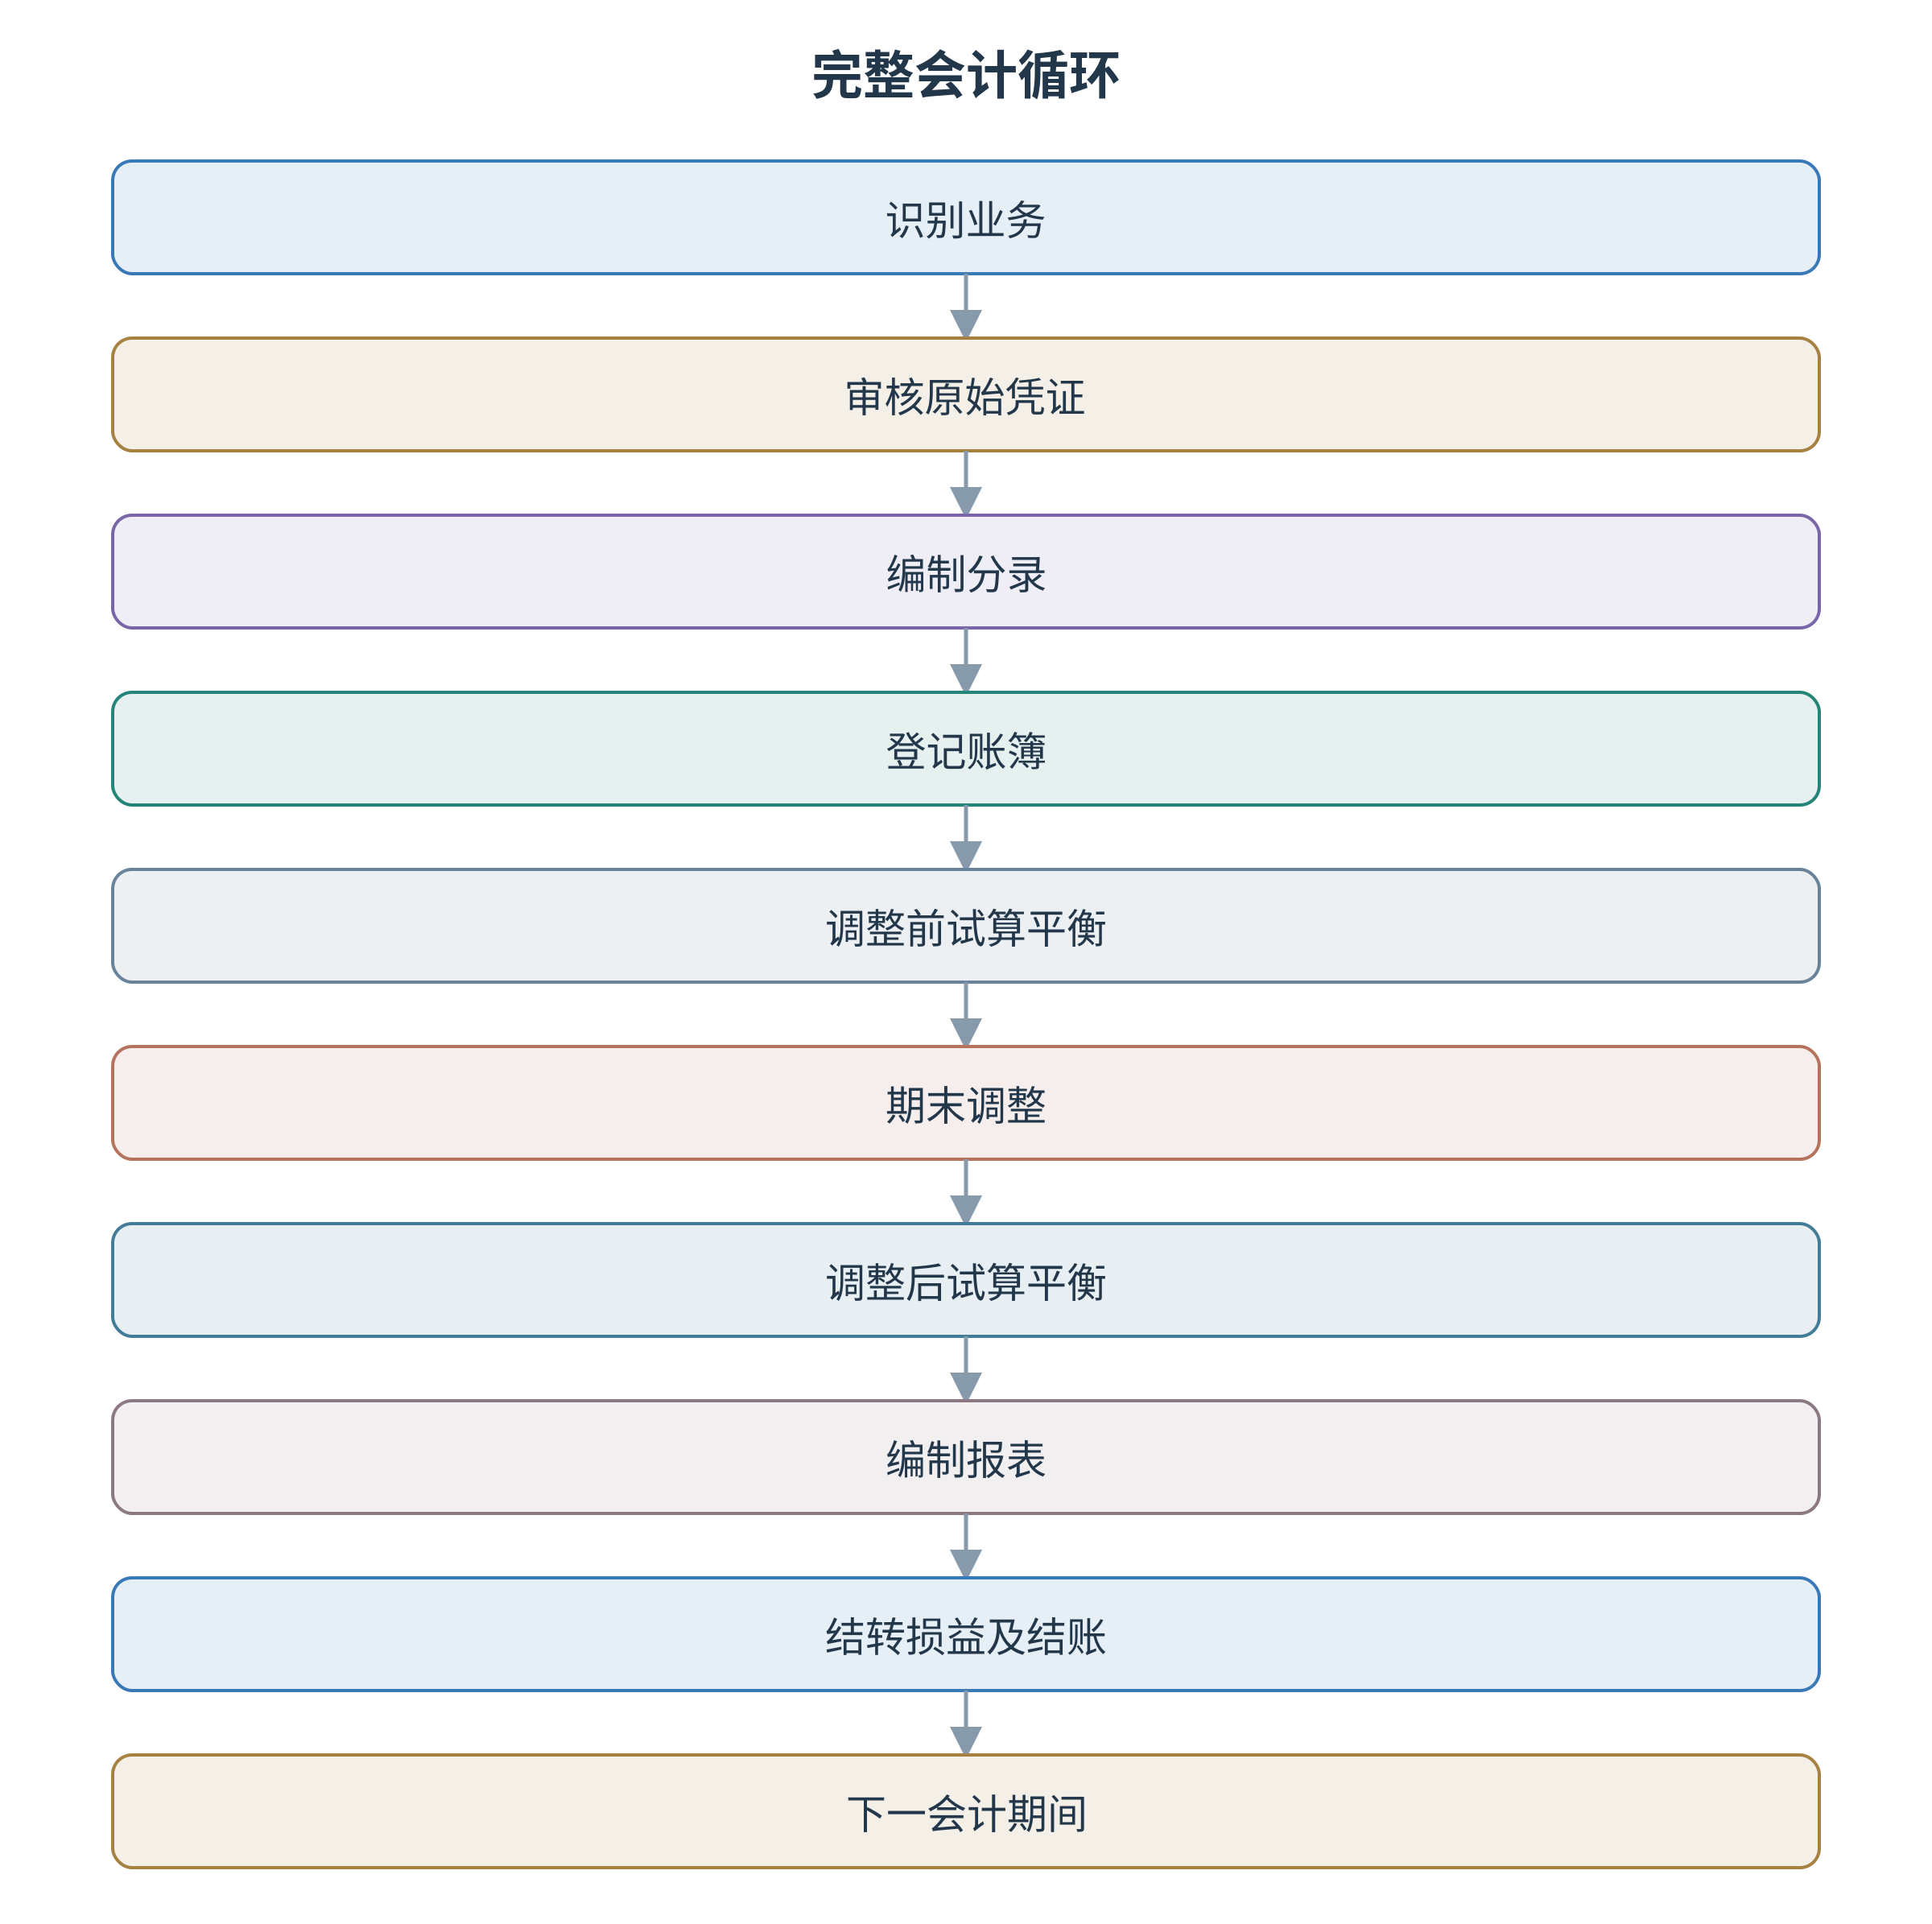 完整会计循环
识别业务
审核原始凭证
编制分录
登记账簿
调整前试算平衡
期末调整
调整后试算平衡
编制报表
结转损益及结账
下一会计期间